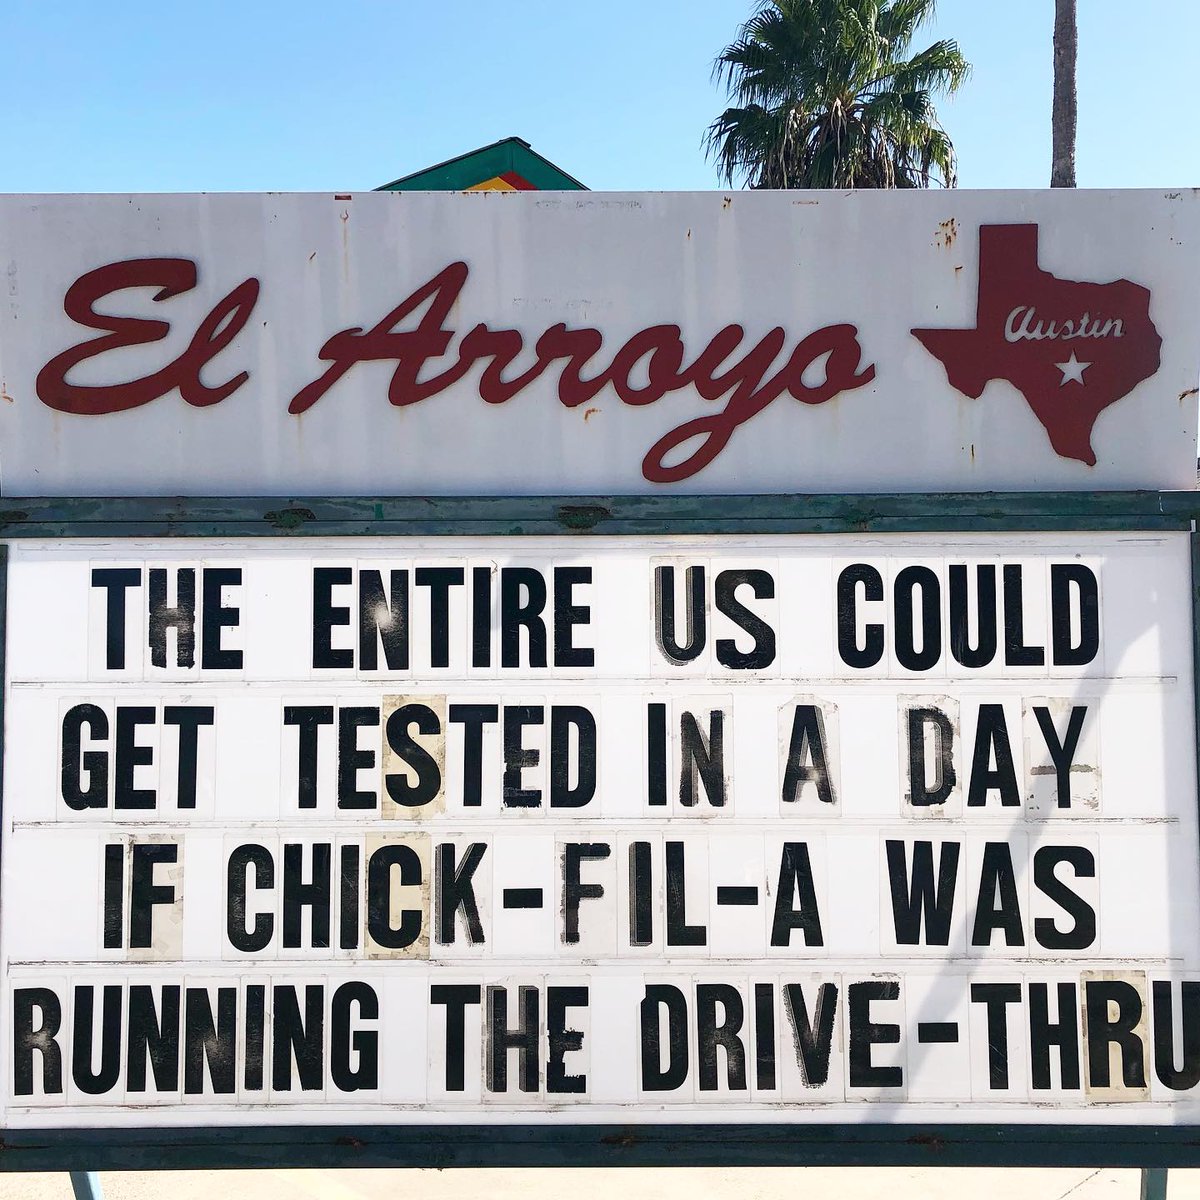 El Arroyo
Austin
THE ENTIRE US COULD
GET TESTED IN A DAY
IF CHICK-FIL-A WAS
RUNNING THE DRIVE-THRU